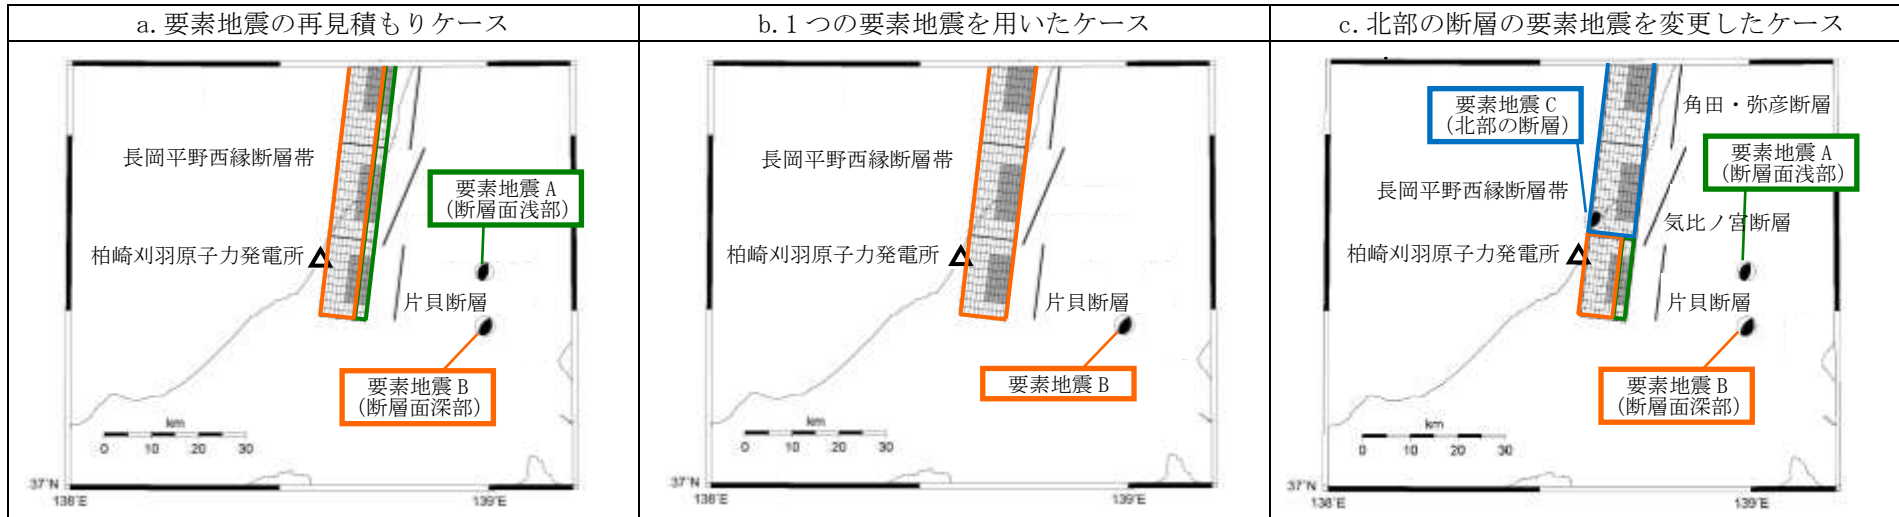 a.要素地震の再見積もりケース
長岡平野西縁断層帯
要素地震 A
(断層面浅部)
柏崎刈羽原子力発電所
片貝断層
要素地震 B
(断層面深部)
km
0 10 20 30
37°N
138°E
139°E
b.1つの要素地震を用いたケース
長岡平野西縁断層帯
柏崎刈羽原子力発電所
片貝断層
要素地震 B
km
0 10 20 30
37°N
138°E
139°E
c.北部の断層の要素地震を変更したケース
要素地震 C
(北部の断層)
角田・弥彦断層
要素地震 A
(断層面浅部)
長岡平野西縁断層帯
気比ノ宮断層
柏崎刈羽原子力発電所
片貝断層
要素地震 B
(断層面深部)
km
0 10 20 30
37°N
138°E
139°E